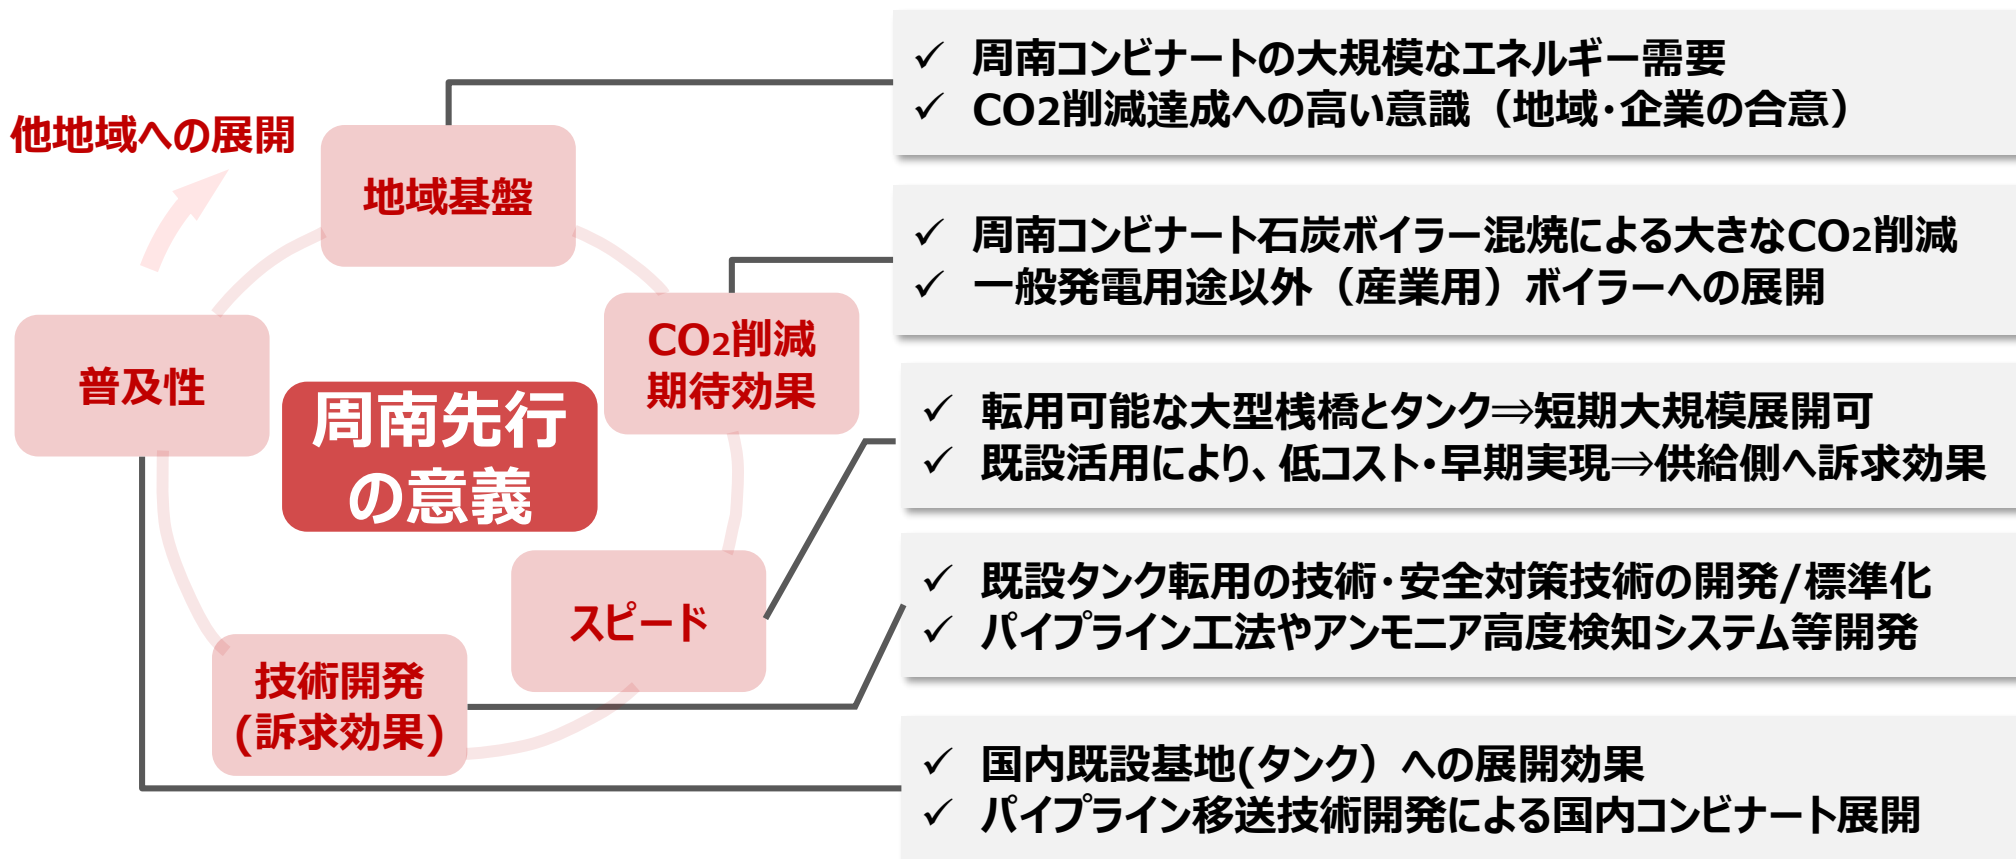 他地域への展開
地域基盤
CO2削減
期待効果
スピード
技術開発
(訴求効果)
普及性
周南先行
の意義
✓ 周南コンビナートの大規模なエネルギー需要
✓ CO2削減達成への高い意識（地域・企業の合意）
✓ 周南コンビナート石炭ボイラー混焼による大きなCO2削減
✓ 一般発電用途以外（産業用）ボイラーへの展開
✓ 転用可能な大型桟橋とタンク⇒短期大規模展開可
✓ 既設活用により、低コスト・早期実現⇒供給側へ訴求効果
✓ 既設タンク転用の技術・安全対策技術の開発/標準化
✓ パイプライン工法やアンモニア高度検知システム等開発
✓ 国内既設基地(タンク）への展開効果
✓ パイプライン移送技術開発による国内コンビナート展開